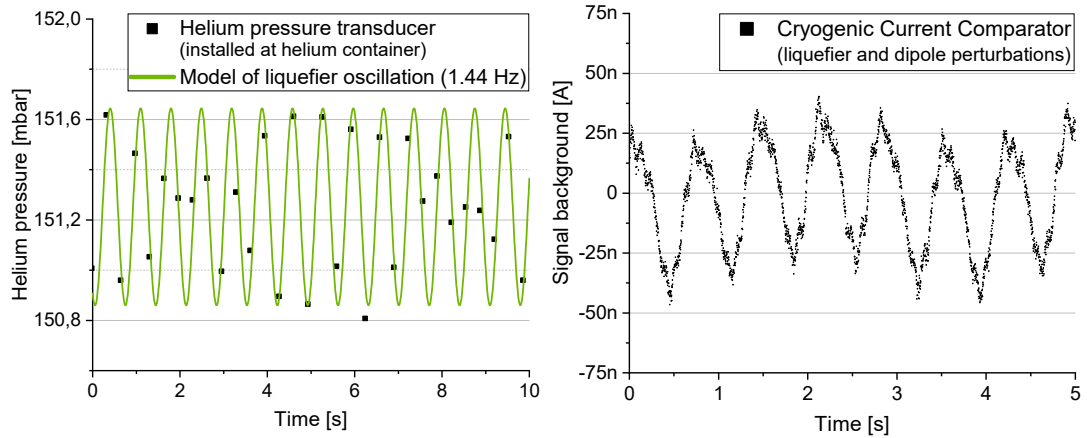 152,0
151,6
151,2
150,8
Helium pressure [mbar]
Helium pressure transducer
(installed at helium container)
Model of liquefier oscillation (1.44 Hz)
0 2 4 6 8 10
Time [s]
75n
50n
25n
0
-25n
-50n
-75n
Signal background [A]
Cryogenic Current Comparator
(liquefier and dipole perturbations)
0 1 2 3 4 5
Time [s]